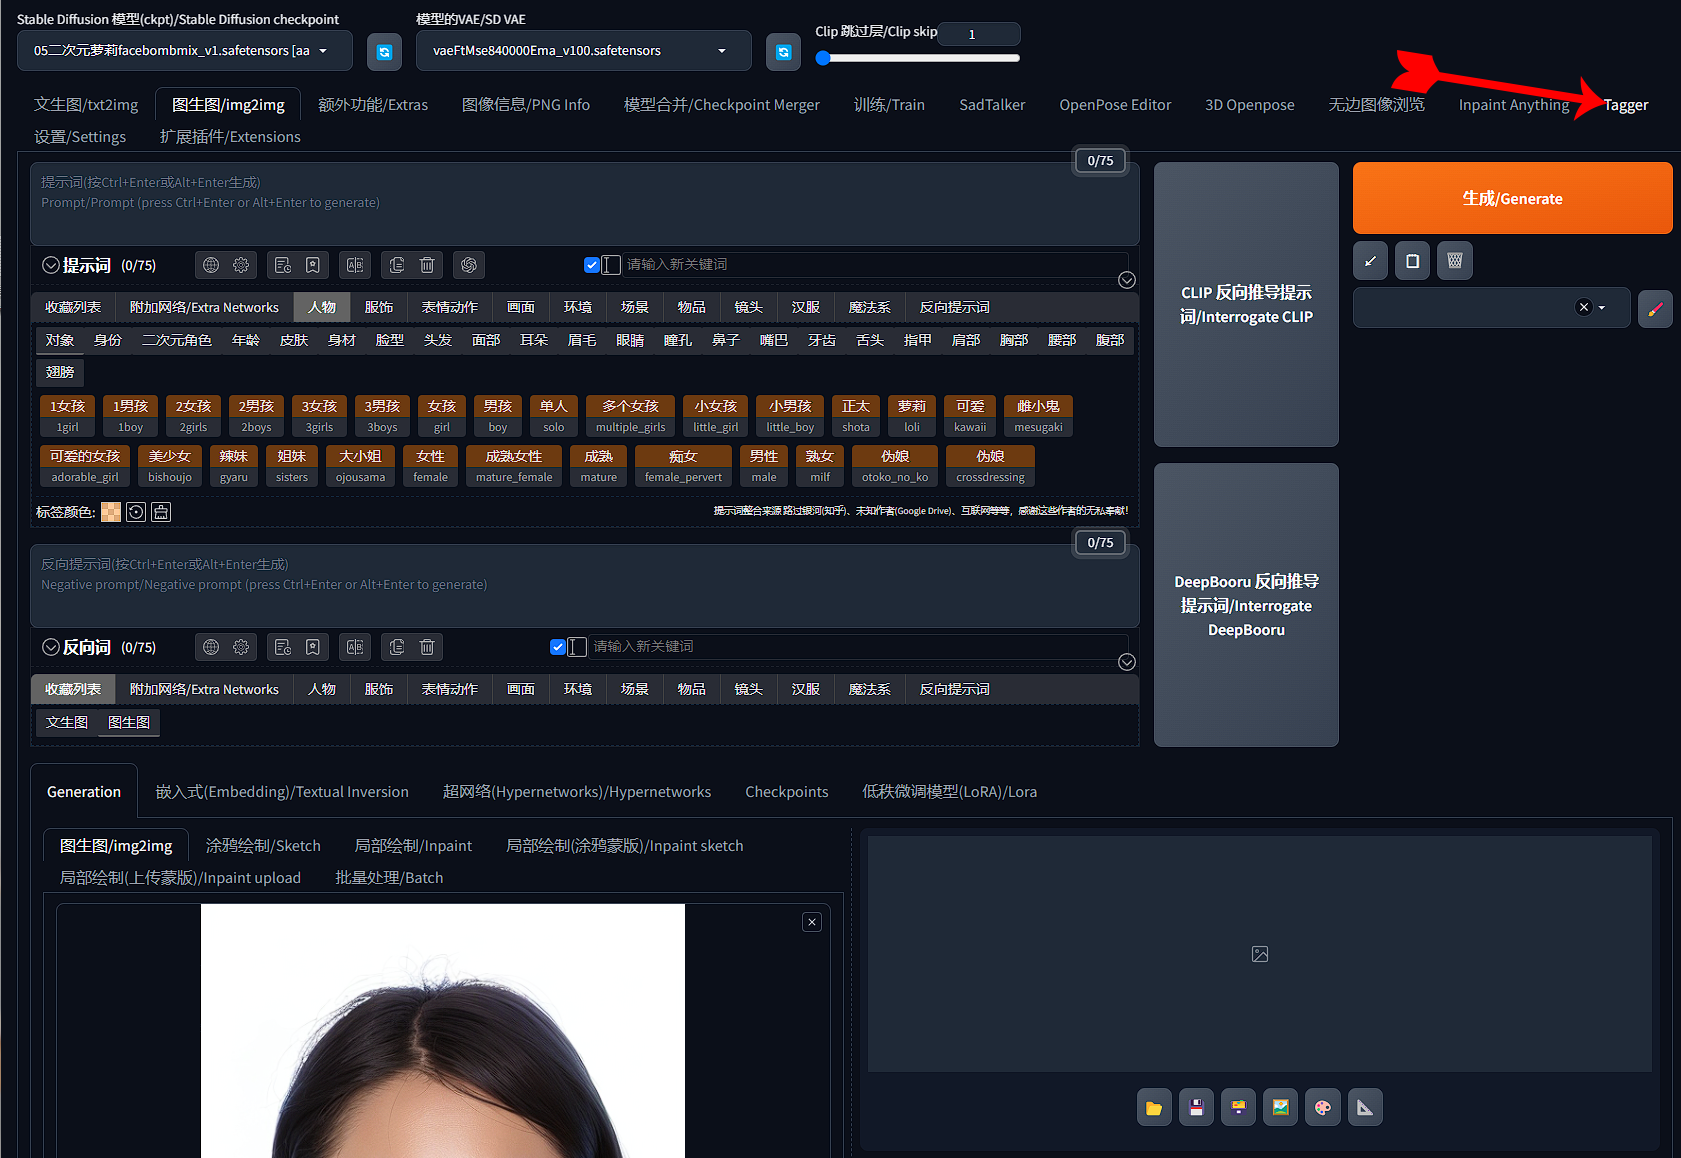 Stable Diffusion 模型(ckpt)/Stable Diffusion checkpoint
模型的VAE/SD VAE
Clip 跳过层/Clip skip
1
05二次元萝莉facebombmix_v1.safetensors [aa
vaeFtMse840000Ema_v100.safetensors
文生图/txt2img 图生图/img2img 额外功能/Extras 图像信息/PNG Info 模型合并/Checkpoint Merger 训练/Train SadTalker OpenPose Editor 3D Openpose 无边图像浏览 Inpaint Anything Tagger
设置/Settings 扩展插件/Extensions
0/75
提示词(按Ctrl+Enter或Alt+Enter生成)
Prompt/Prompt (press Ctrl+Enter or Alt+Enter to generate)
提示词 (0/75)
请输入新关键词
收藏列表 附加网络/Extra Networks 人物 服饰 表情动作 画面 环境 场景 物品 镜头 汉服 魔法系 反向提示词
对象 身份 二次元角色 年龄 皮肤 身材 脸型 头发 面部 耳朵 眉毛 眼睛 瞳孔 鼻子 嘴巴 牙齿 舌头 指甲 肩部 胸部 腰部 腹部
翅膀
1女孩 1男孩 2女孩 2男孩 3女孩 3男孩 女孩 男孩 单人 多个女孩 小女孩 小男孩 正太 萝莉 可爱 雌小鬼
1girl 1boy 2girls 2boys 3girls 3boys girl boy solo multiple_girls little_girl little_boy shota loli kawaii mesugaki
可爱的女孩 美少女 辣妹 姐妹 大小姐 女性 成熟女性 成熟 痴女 男性 熟女 伪娘 伪娘
adorable_girl bishoujo gyaru sisters ojousama female mature_female mature female_pervert male milf otoko_no_ko crossdressing
标签颜色:
提示词整合来源 路过银河(知乎)、未知作者(Google Drive)、互联网等等，感谢这些作者的无私奉献!
CLIP 反向推导提示
词/Interrogate CLIP
生成/Generate
0/75
反向提示词(按Ctrl+Enter或Alt+Enter生成)
Negative prompt/Negative prompt (press Ctrl+Enter or Alt+Enter to generate)
反向词 (0/75)
请输入新关键词
收藏列表 附加网络/Extra Networks 人物 服饰 表情动作 画面 环境 场景 物品 镜头 汉服 魔法系 反向提示词
文生图 图生图
DeepBooru 反向推导
提示词/Interrogate
DeepBooru
Generation 嵌入式(Embedding)/Textual Inversion 超网络(Hypernetworks)/Hypernetworks Checkpoints 低秩微调模型(LoRA)/Lora
图生图/img2img 涂鸦绘制/Sketch 局部绘制/Inpaint 局部绘制(涂鸦蒙版)/Inpaint sketch
局部绘制(上传蒙版)/Inpaint upload 批量处理/Batch